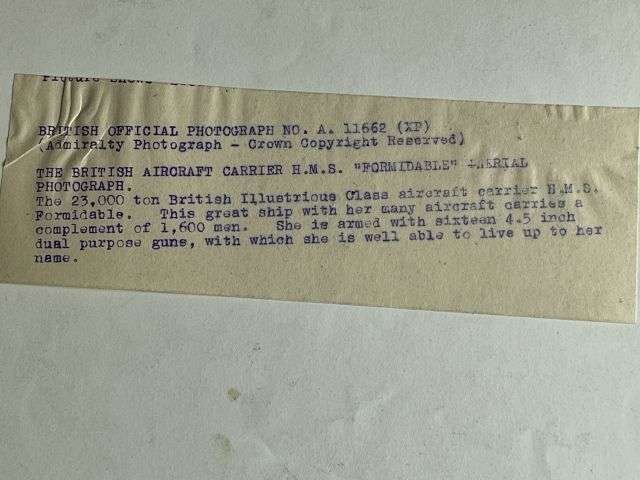 Picture shows
BRITISH OFFICIAL PHOTOGRAPH NO. A. 11662 (XP)
(Admiralty Photograph - Crown Copyright Reserved)
THE BRITISH AIRCRAFT CARRIER H.M.S. "FORMIDABLE" AERIAL
PHOTOGRAPH.
The 23,000 ton British Illustrious Class aircraft carrier H.M.S.
Formidable. This great ship with her many aircraft carries a
complement of 1,600 men. She is armed with sixteen 4.5 inch
dual purpose guns, with which she is well able to live up to her
name.